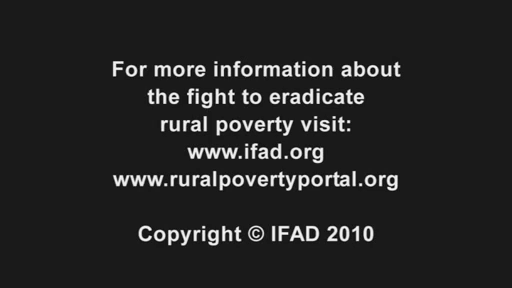 For more information about
the fight to eradicate
rural poverty visit:
www.ifad.org
www.ruralpovertyportal.org
Copyright © IFAD 2010